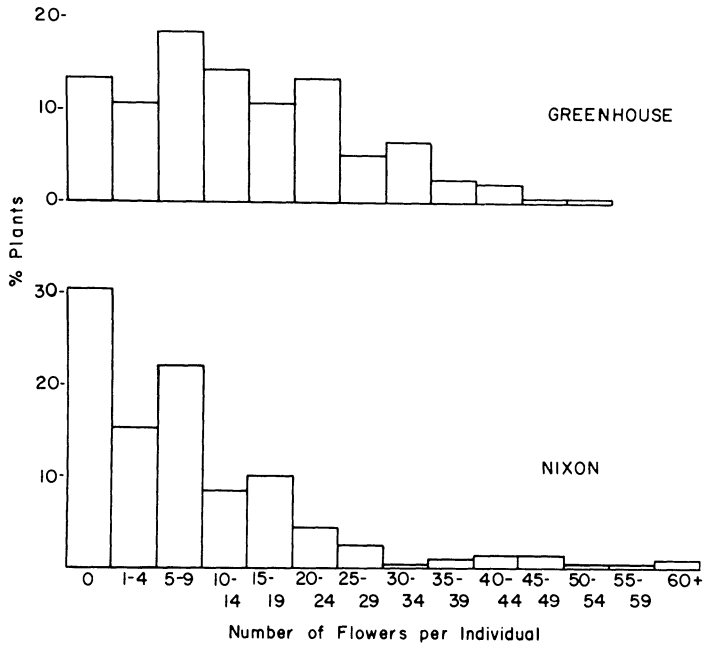 20-
10-
GREENHOUSE
0-
% Plants
30-
20-
NIXON
10-
0 1-4 5-9 10- 15- 20- 25- 30- 35- 40- 45- 50- 55- 60+
14 19 24 29 34 39 44 49 54 59
Number of Flowers per Individual